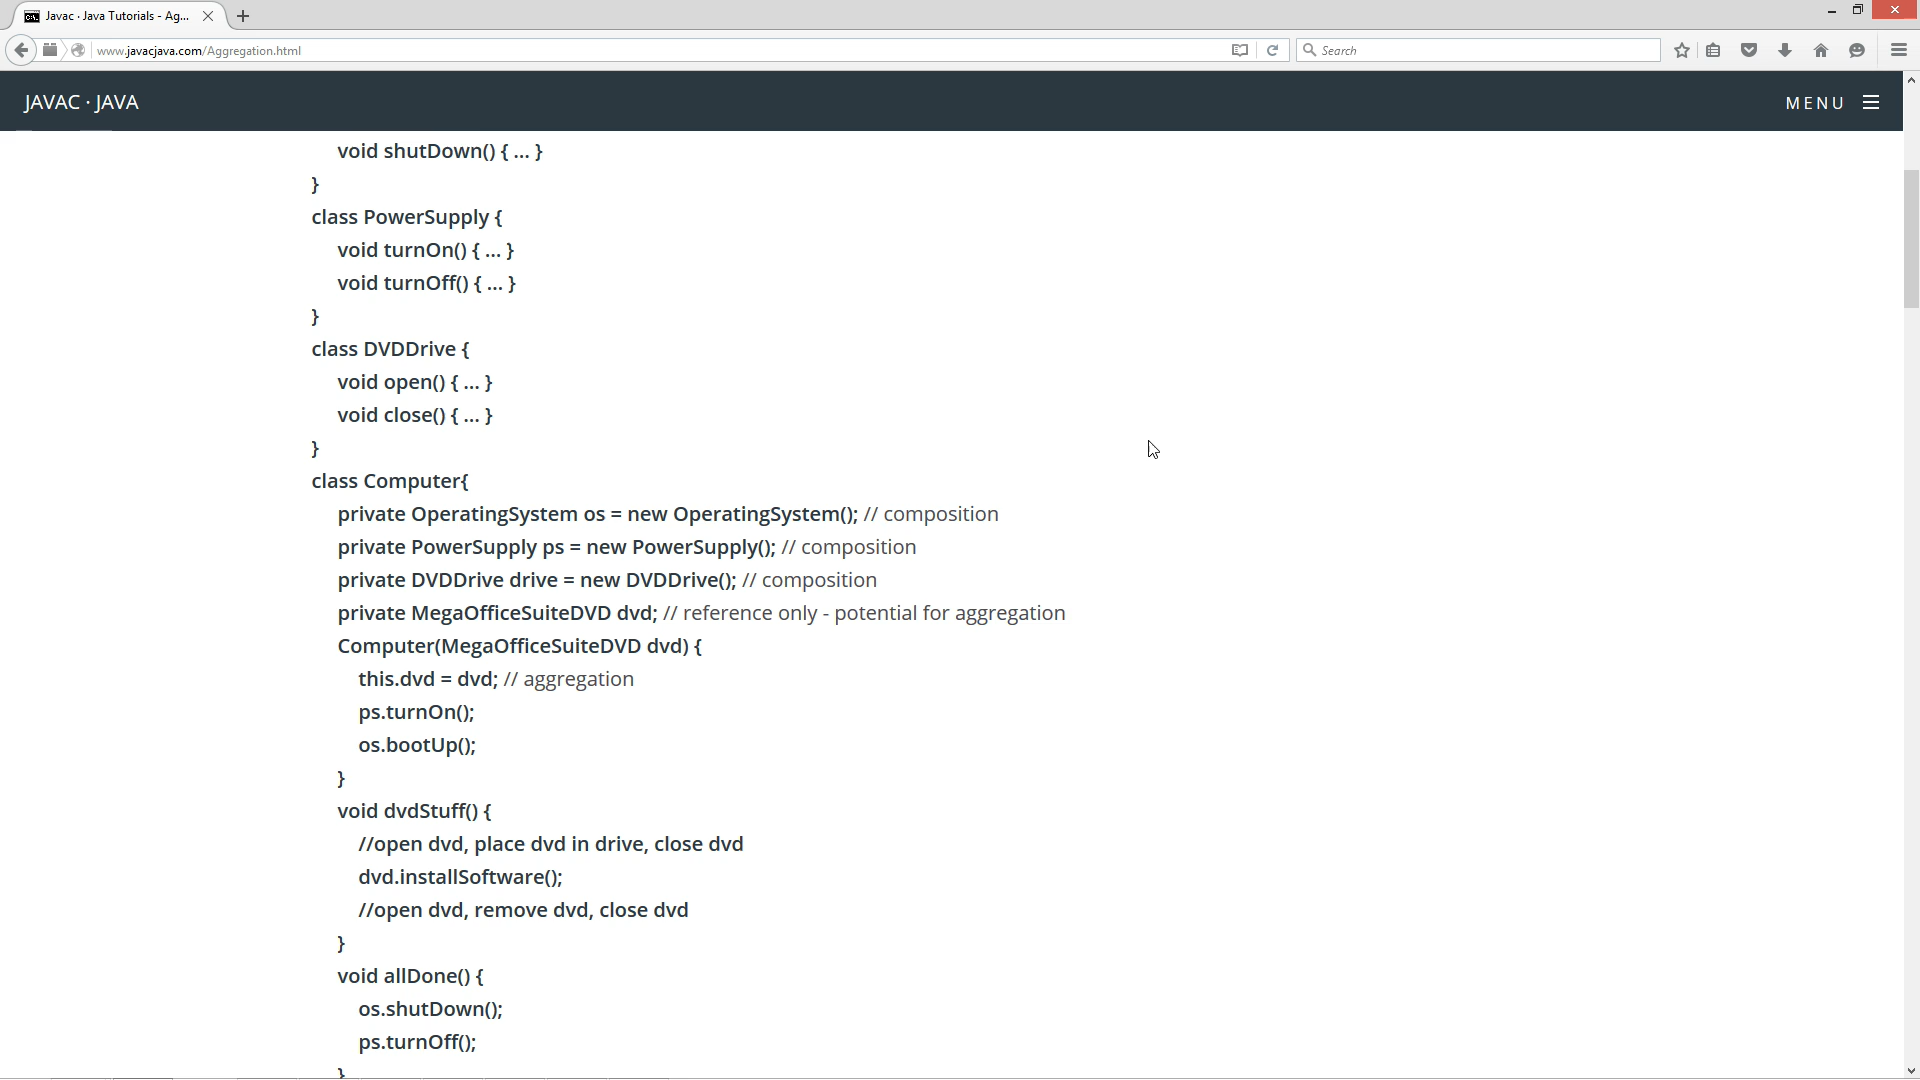 Javac · Java Tutorials - Ag...
www.javacjava.com/Aggregation.html
Search
JAVAC · JAVA
MENU
void shutDown() { ... }
}
class PowerSupply {
void turnOn() { ... }
void turnOff() { ... }
}
class DVDDrive {
void open() { ... }
void close() { ... }
}
class Computer{
private OperatingSystem os = new OperatingSystem(); // composition
private PowerSupply ps = new PowerSupply(); // composition
private DVDDrive drive = new DVDDrive(); // composition
private MegaOfficeSuiteDVD dvd; // reference only - potential for aggregation
Computer(MegaOfficeSuiteDVD dvd) {
this.dvd = dvd; // aggregation
ps.turnOn();
os.bootUp();
}
void dvdStuff() {
//open dvd, place dvd in drive, close dvd
dvd.installSoftware();
//open dvd, remove dvd, close dvd
}
void allDone() {
os.shutDown();
ps.turnOff();
}